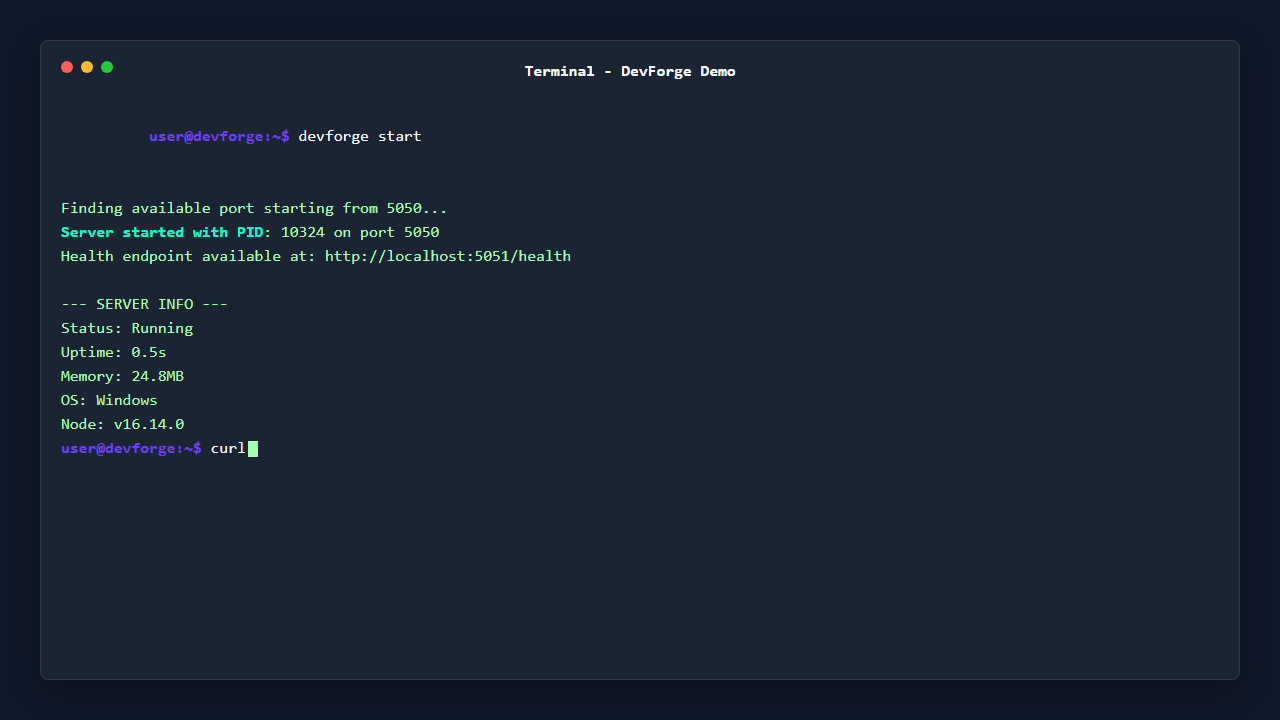 Terminal - DevForge Demo
user@devforge:~$ devforge start
Finding available port starting from 5050...
Server started with PID: 10324 on port 5050
Health endpoint available at: http://localhost:5051/health
--- SERVER INFO ---
Status: Running
Uptime: 0.5s
Memory: 24.8MB
OS: Windows
Node: v16.14.0
user@devforge:~$ curl